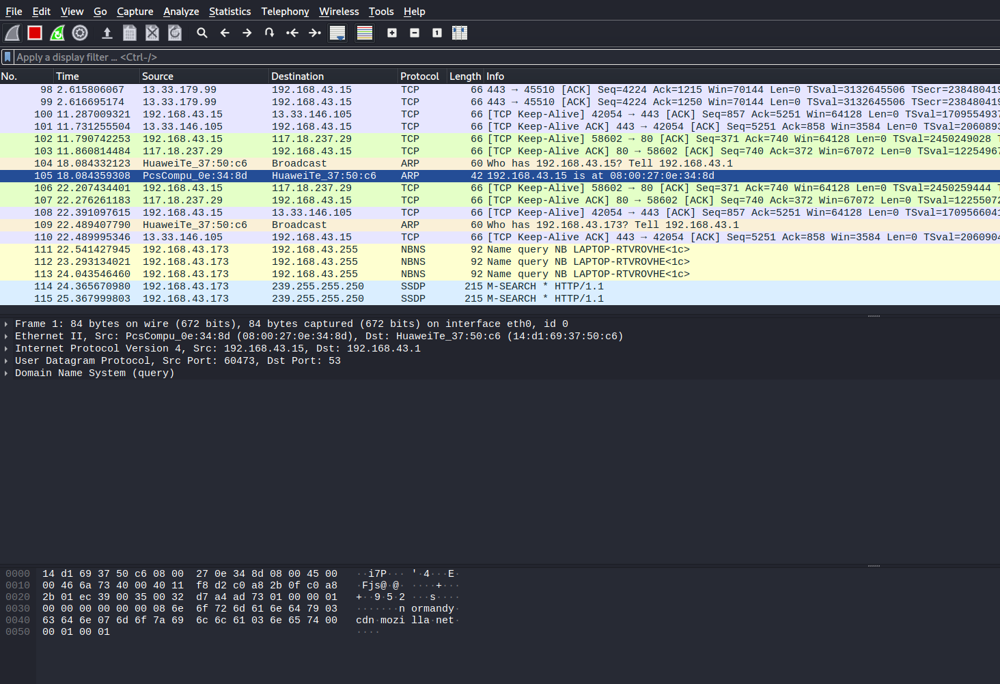 File Edit View Go Capture Analyze Statistics Telephony Wireless Tools Help
Apply a display filter ... <Ctrl-/>
No. Time Source Destination Protocol Length Info
98 2.615806067 13.33.179.99 192.168.43.15 TCP 66 443 → 45510 [ACK] Seq=4224 Ack=1215 Win=70144 Len=0 TSval=3132645506 TSecr=238480419
99 2.616695174 13.33.179.99 192.168.43.15 TCP 66 443 → 45510 [ACK] Seq=4224 Ack=1250 Win=70144 Len=0 TSval=3132645506 TSecr=238480419
100 11.287009321 192.168.43.15 13.33.146.105 TCP 66 [TCP Keep-Alive] 42054 → 443 [ACK] Seq=857 Ack=5251 Win=64128 Len=0 TSval=1709554937
101 11.731255504 13.33.146.105 192.168.43.15 TCP 66 [TCP Keep-Alive ACK] 443 → 42054 [ACK] Seq=5251 Ack=858 Win=3584 Len=0 TSval=2060893
102 11.790742253 192.168.43.15 117.18.237.29 TCP 66 [TCP Keep-Alive] 58602 → 80 [ACK] Seq=371 Ack=740 Win=64128 Len=0 TSval=2450249028 T
103 11.860814484 117.18.237.29 192.168.43.15 TCP 66 [TCP Keep-Alive ACK] 80 → 58602 [ACK] Seq=740 Ack=372 Win=67072 Len=0 TSval=12254967
104 18.084332123 HuaweiTe_37:50:c6 Broadcast ARP 60 Who has 192.168.43.15? Tell 192.168.43.1
105 18.084359308 PcsCompu_0e:34:8d HuaweiTe_37:50:c6 ARP 42 192.168.43.15 is at 08:00:27:0e:34:8d
106 22.207434401 192.168.43.15 117.18.237.29 TCP 66 [TCP Keep-Alive] 58602 → 80 [ACK] Seq=371 Ack=740 Win=64128 Len=0 TSval=2450259444 T
107 22.276261183 117.18.237.29 192.168.43.15 TCP 66 [TCP Keep-Alive ACK] 80 → 58602 [ACK] Seq=740 Ack=372 Win=67072 Len=0 TSval=12255072
108 22.391097615 192.168.43.15 13.33.146.105 TCP 66 [TCP Keep-Alive] 42054 → 443 [ACK] Seq=857 Ack=5251 Win=64128 Len=0 TSval=1709566041
109 22.489407790 HuaweiTe_37:50:c6 Broadcast ARP 60 Who has 192.168.43.173? Tell 192.168.43.1
110 22.489995346 13.33.146.105 192.168.43.15 TCP 66 [TCP Keep-Alive ACK] 443 → 42054 [ACK] Seq=5251 Ack=858 Win=3584 Len=0 TSval=2060904
111 22.541427945 192.168.43.173 192.168.43.255 NBNS 92 Name query NB LAPTOP-RTVROVHE<1c>
112 23.293134021 192.168.43.173 192.168.43.255 NBNS 92 Name query NB LAPTOP-RTVROVHE<1c>
113 24.043546460 192.168.43.173 192.168.43.255 NBNS 92 Name query NB LAPTOP-RTVROVHE<1c>
114 24.365670980 192.168.43.173 239.255.255.250 SSDP 215 M-SEARCH * HTTP/1.1
115 25.367999803 192.168.43.173 239.255.255.250 SSDP 215 M-SEARCH * HTTP/1.1
Frame 1: 84 bytes on wire (672 bits), 84 bytes captured (672 bits) on interface eth0, id 0
Ethernet II, Src: PcsCompu_0e:34:8d (08:00:27:0e:34:8d), Dst: HuaweiTe_37:50:c6 (14:d1:69:37:50:c6)
Internet Protocol Version 4, Src: 192.168.43.15, Dst: 192.168.43.1
User Datagram Protocol, Src Port: 60473, Dst Port: 53
Domain Name System (query)
0000 14 d1 69 37 50 c6 08 00 27 0e 34 8d 08 00 45 00 ··i7P··· '·4···E·
0010 00 46 6a 73 40 00 40 11 f8 d2 c0 a8 2b 0f c0 a8 ·Fjs@·@· ····+···
0020 2b 01 ec 39 00 35 00 32 d7 a4 ad 73 01 00 00 01 +··9·5·2 ···s····
0030 00 00 00 00 00 00 08 6e 6f 72 6d 61 6e 64 79 03 ·······n ormandy·
0040 63 64 6e 07 6d 6f 7a 69 6c 6c 61 03 6e 65 74 00 cdn·mozi lla·net·
0050 00 01 00 01 ····